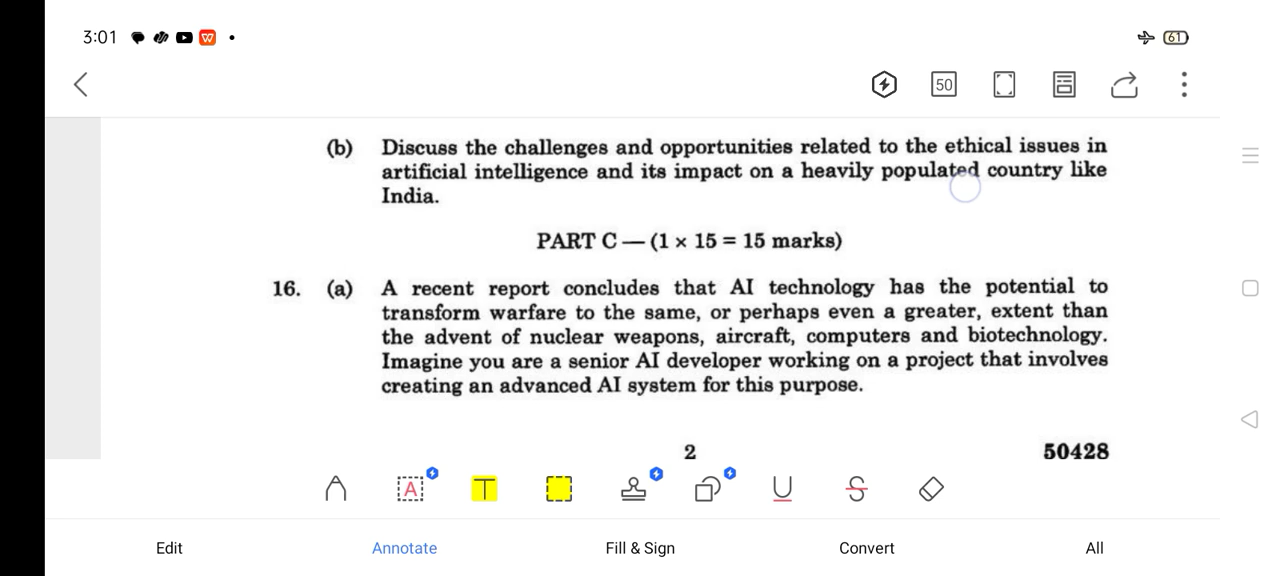 3:01
61
50
(b) Discuss the challenges and opportunities related to the ethical issues in
artificial intelligence and its impact on a heavily populated country like
India.
PART C — (1 × 15 = 15 marks)
16. (a) A recent report concludes that AI technology has the potential to
transform warfare to the same, or perhaps even a greater, extent than
the advent of nuclear weapons, aircraft, computers and biotechnology.
Imagine you are a senior AI developer working on a project that involves
creating an advanced AI system for this purpose.
2 50428
A T U S
Edit Annotate Fill & Sign Convert All